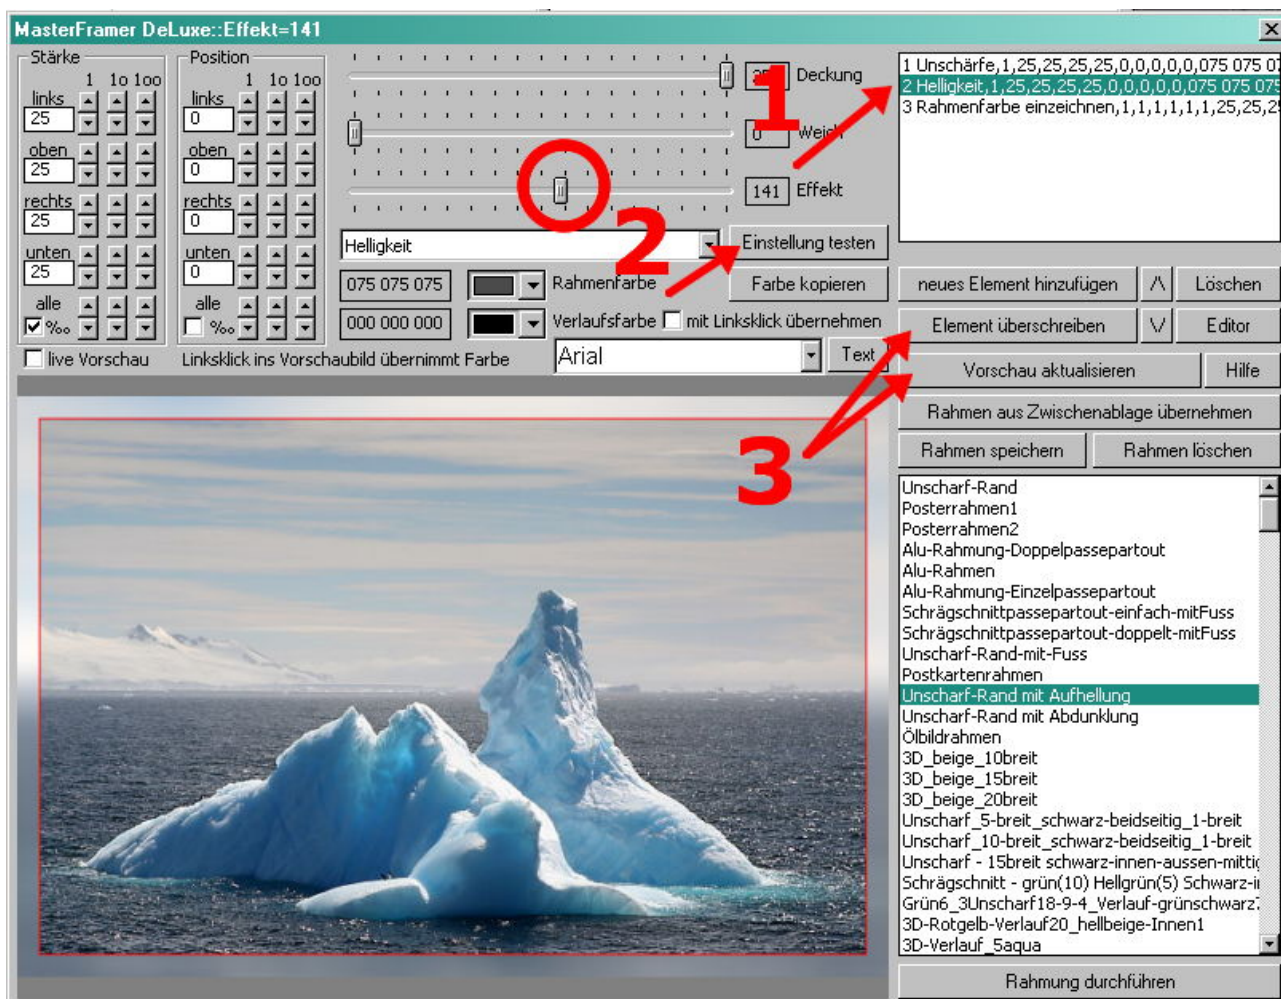 MasterFramer DeLuxe::Effekt=141
Stärke
1 10 100
links
25
oben
25
rechts
25
unten
25
alle
‰
Position
1 10 100
links
0
oben
0
rechts
0
unten
0
alle
‰
Deckung
0 Weich
141 Effekt
Helligkeit
Einstellung testen
075 075 075
Rahmenfarbe
Farbe kopieren
000 000 000
Verlaufsfarbe
mit Linksklick übernehmen
live Vorschau
Linksklick ins Vorschaubild übernimmt Farbe
Arial
Text
1
2
3
1 Unschärfe,1,25,25,25,25,0,0,0,0,0,075 075 07
2 Helligkeit,1,25,25,25,25,0,0,0,0,0,075 075 075
3 Rahmenfarbe einzeichnen,1,1,1,1,1,1,25,25,25
neues Element hinzufügen
/\
Löschen
Element überschreiben
\/
Editor
Vorschau aktualisieren
Hilfe
Rahmen aus Zwischenablage übernehmen
Rahmen speichern
Rahmen löschen
Unscharf-Rand
Posterrahmen1
Posterrahmen2
Alu-Rahmung-Doppelpassepartout
Alu-Rahmen
Alu-Rahmung-Einzelpassepartout
Schrägschnittpassepartout-einfach-mitFuss
Schrägschnittpassepartout-doppelt-mitFuss
Unscharf-Rand-mit-Fuss
Postkartenrahmen
Unscharf-Rand mit Aufhellung
Unscharf-Rand mit Abdunklung
Ölbildrahmen
3D_beige_10breit
3D_beige_15breit
3D_beige_20breit
Unscharf_5-breit_schwarz-beidseitig_1-breit
Unscharf_10-breit_schwarz-beidseitig_1-breit
Unscharf - 15breit schwarz-innen-aussen-mittig
Schrägschnitt - grün(10) Hellgrün(5) Schwarz-i
Grün6_3Unscharf18-9-4_Verlauf-grünschwarz
3D-Rotgelb-Verlauf20_hellbeige-Innen1
3D-Verlauf_5aqua
Rahmung durchführen